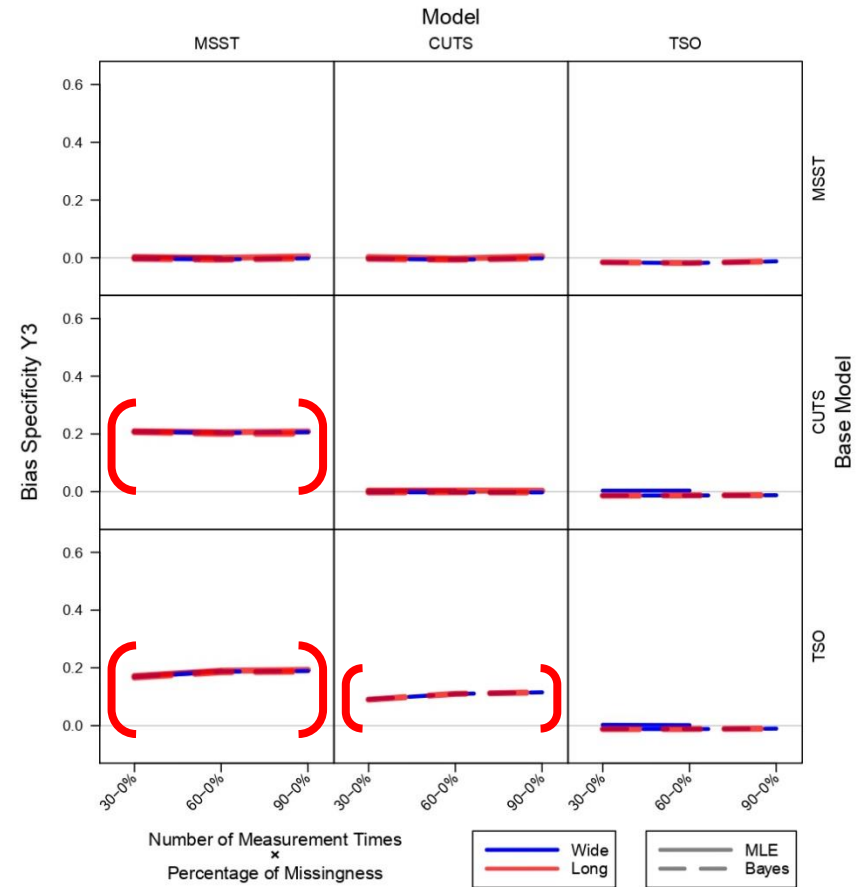 Model
MSST CUTS TSO
0.6
0.4
0.2
0.0
MSST
0.6
0.4
0.2
0.0
CUTS
0.6
0.4
0.2
0.0
TSO
Bias Specificity Y3
Base Model
30−0% 60−0% 90−0% 30−0% 60−0% 90−0% 30−0% 60−0% 90−0%
Number of Measurement Times
×
Percentage of Missingness
Wide
Long
MLE
Bayes